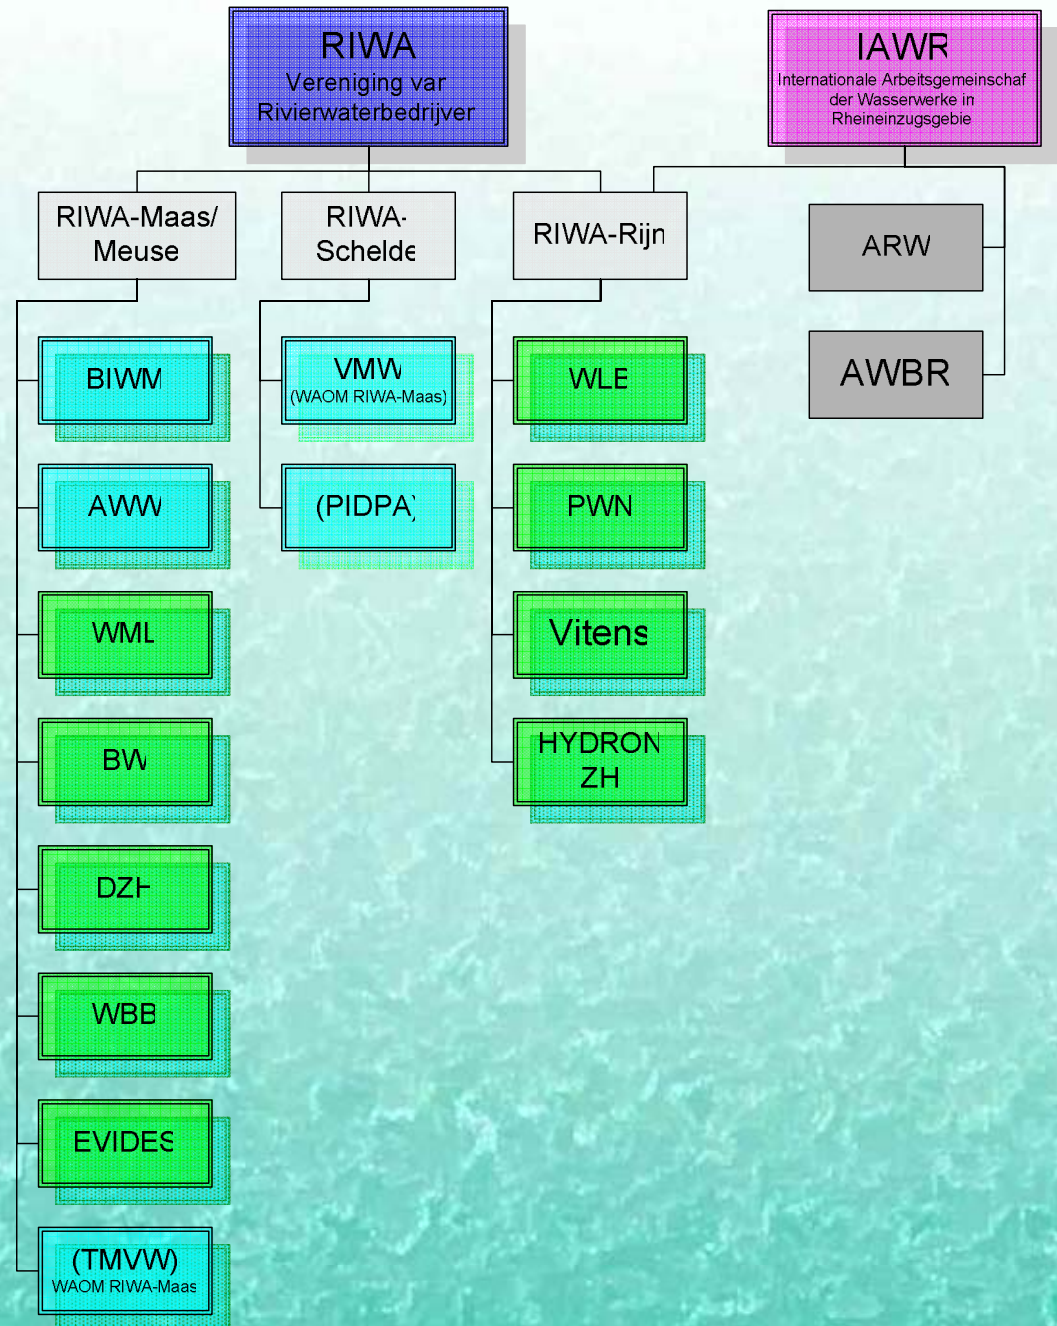 RIWA
Vereniging var
Rivierwaterbedrijver
IAWR
Internationale Arbeitsgemeinschaf
der Wasserwerke in
Rheineinzugsgebie
RIWA-Maas/
Meuse
RIWA-
Schelde
RIWA-Rijn
ARW
AWBR
BIWM
AWW
WML
BW
DZH
WBB
EVIDES
(TMVW)
WAOM RIWA-Maas
VMW
(WAOM RIWA-Maas)
(PIDPA)
WLB
PWN
Vitens
HYDRON
ZH